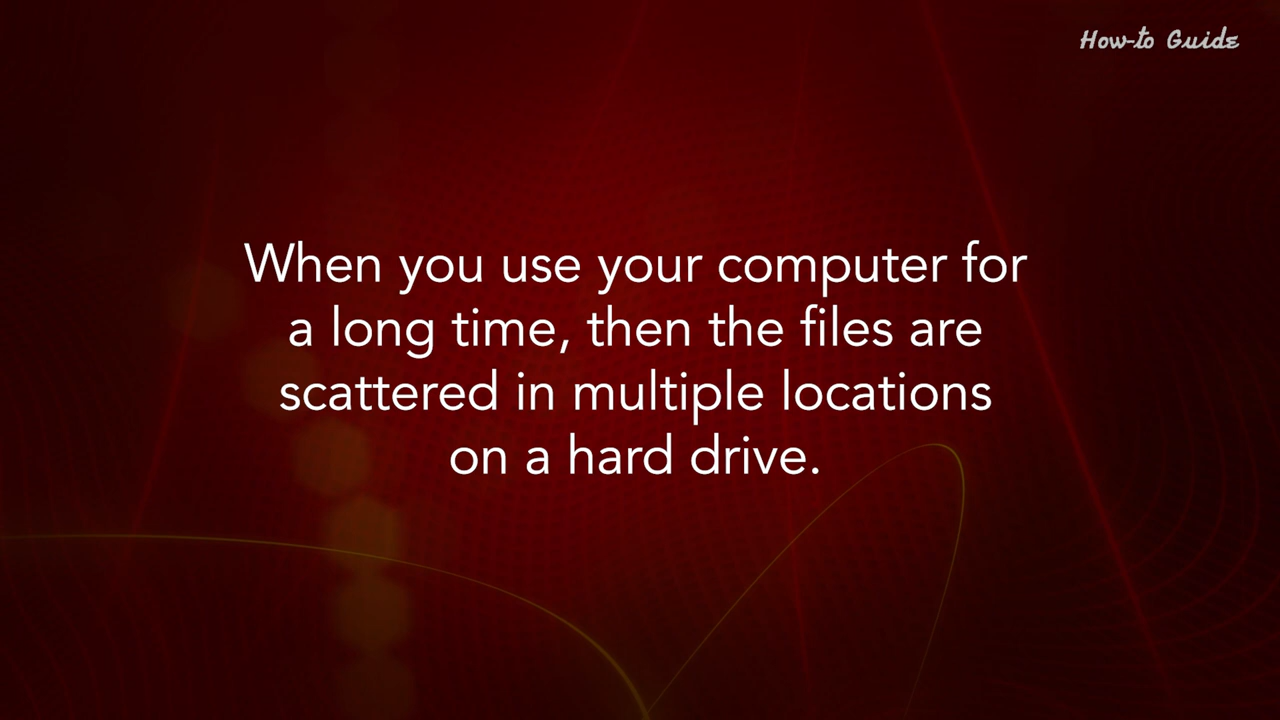 How-to Guide
When you use your computer for
a long time, then the files are
scattered in multiple locations
on a hard drive.